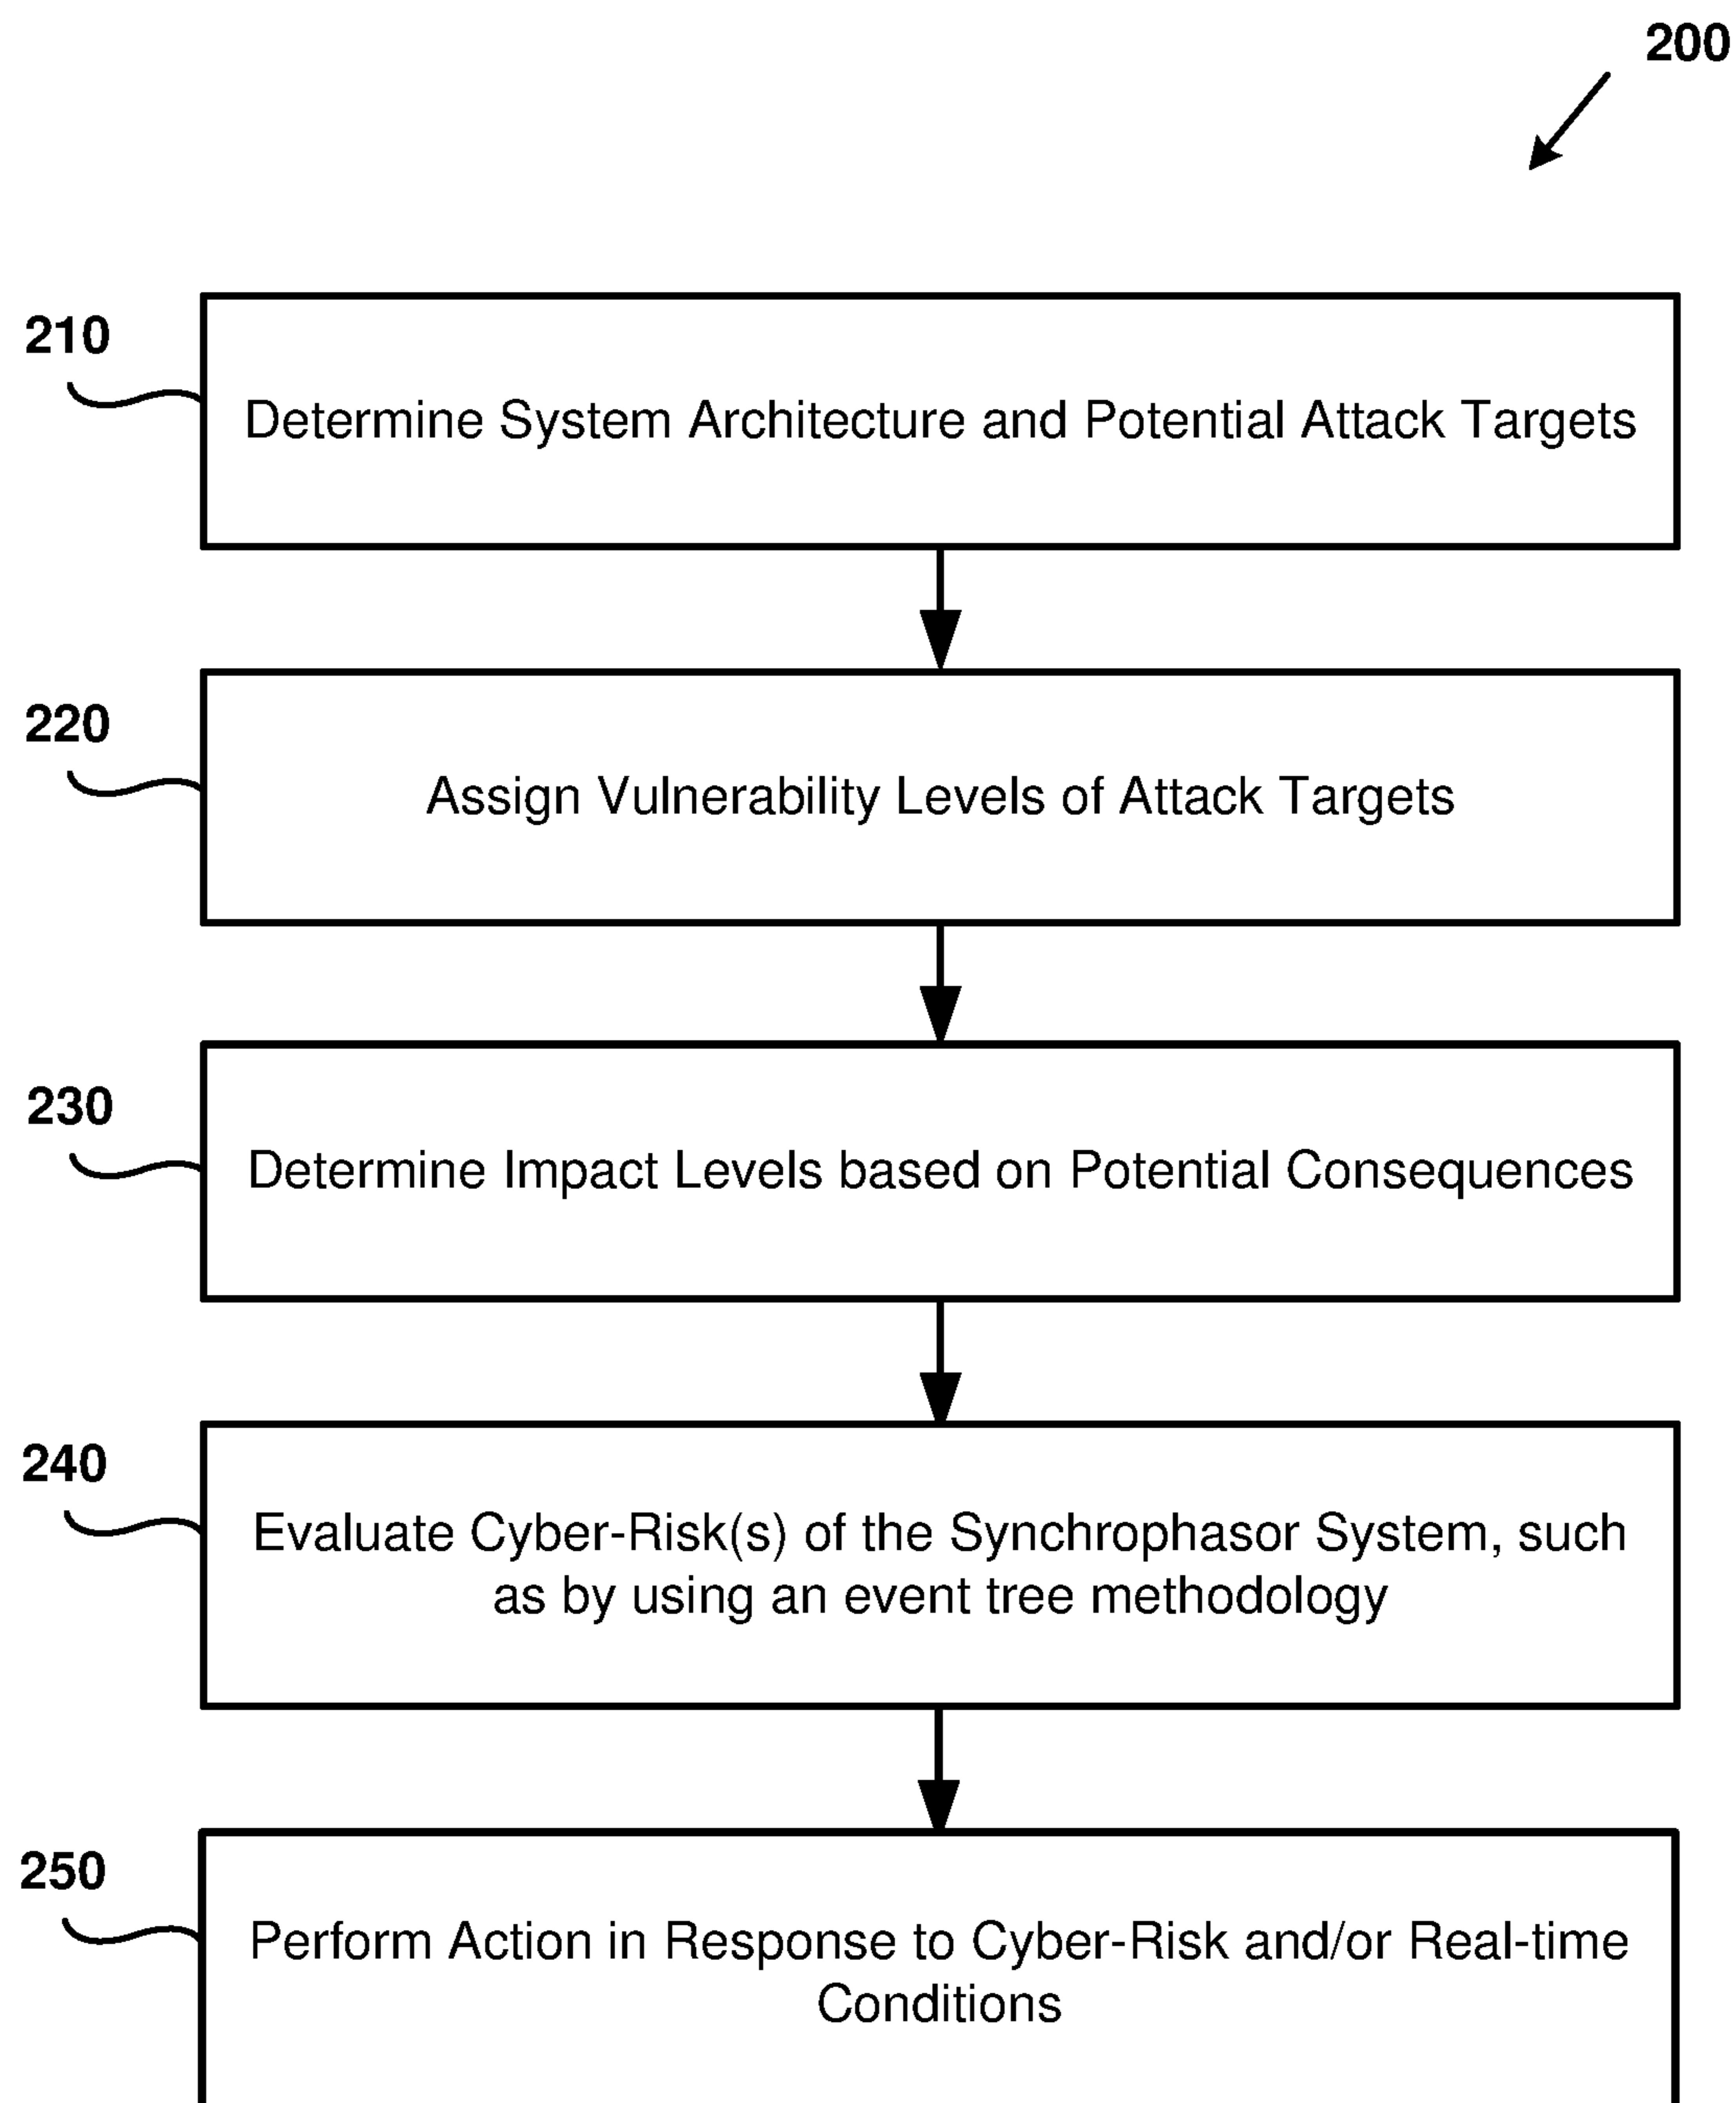 200
210
Determine System Architecture and Potential Attack Targets
220
Assign Vulnerability Levels of Attack Targets
230
Determine Impact Levels based on Potential Consequences
240
Evaluate Cyber-Risk(s) of the Synchrophasor System, such
as by using an event tree methodology
250
Perform Action in Response to Cyber-Risk and/or Real-time
Conditions